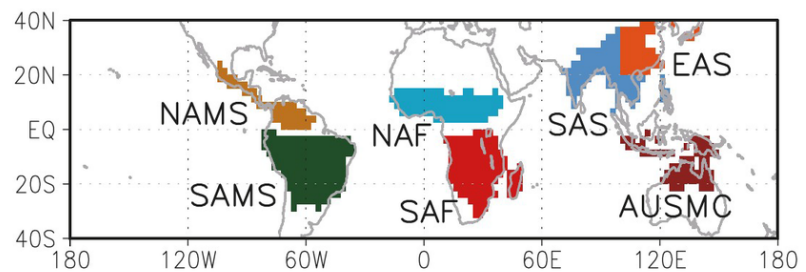 40N
20N
EQ
20S
40S
EAS
NAMS
SAS
NAF
SAMS
SAF
AUSMC
180 120W 60W 0 60E 120E 180